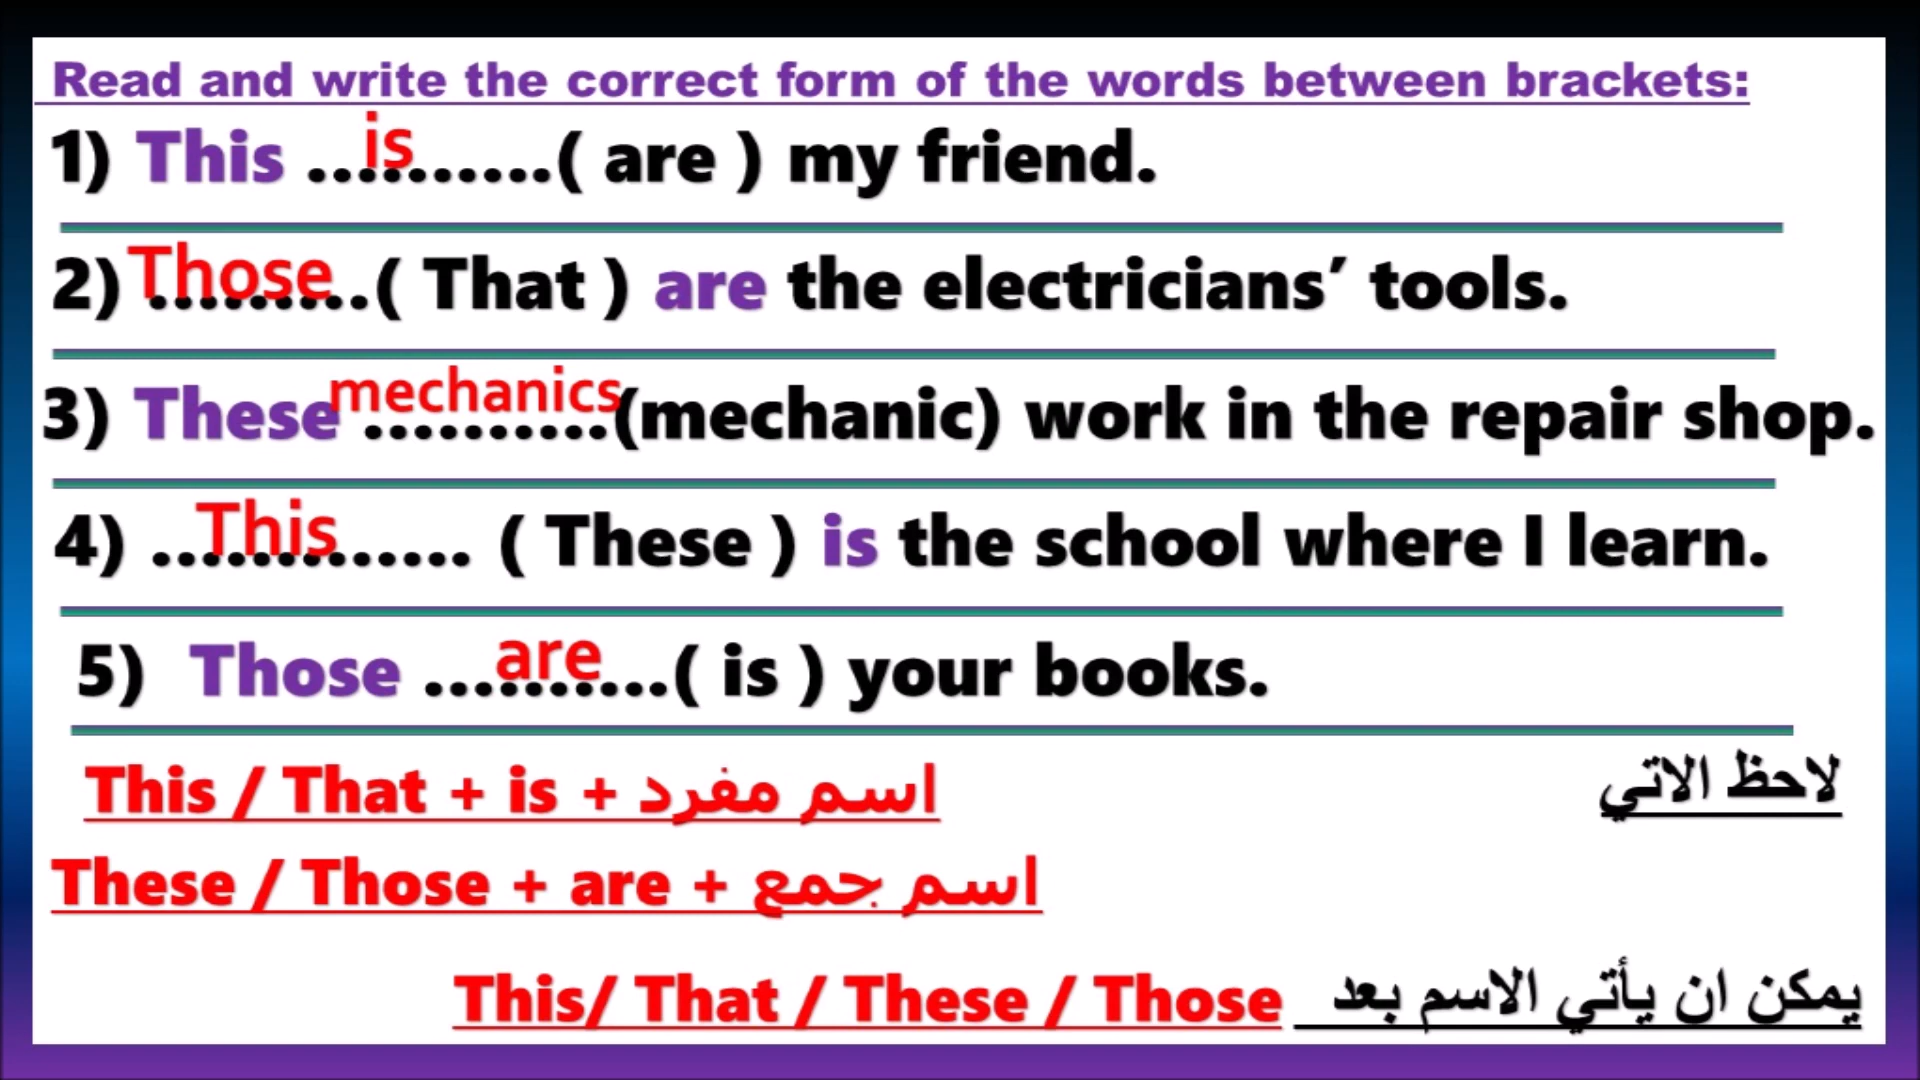 Read and write the correct form of the words between brackets:
1) This ...is.......( are ) my friend.
2) Those.........( That ) are the electricians’ tools.
3) These mechanics..........(mechanic) work in the repair shop.
4) ..This........... ( These ) is the school where I learn.
5) Those ...are.......( is ) your books.
لاحظ الاتي
This / That + is + اسم مفرد
These / Those + are + اسم جمع
يمكن ان يأتي الاسم بعد This/ That / These / Those